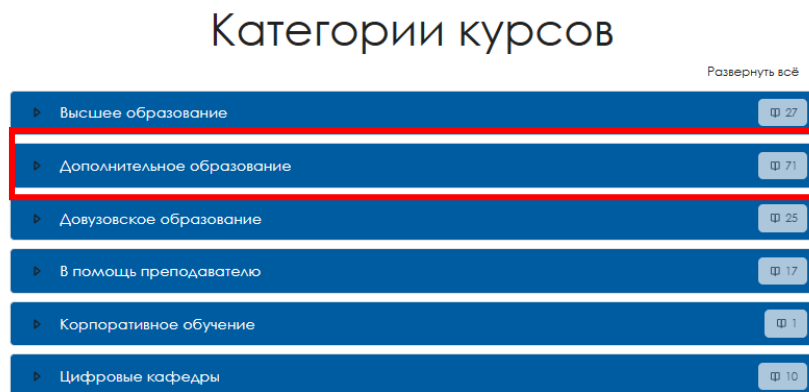 Категории курсов
Развернуть всё
Высшее образование 27
Дополнительное образование 71
Довузовское образование 25
В помощь преподавателю 17
Корпоративное обучение 1
Цифровые кафедры 10